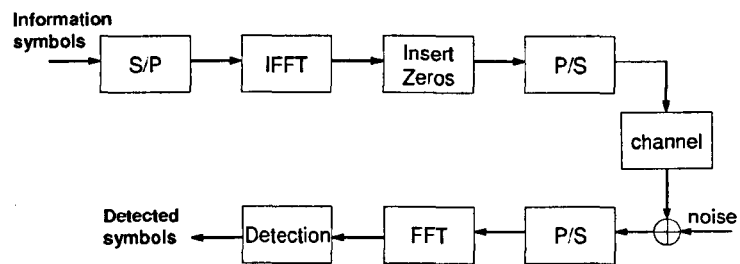 Information
symbols
S/P
IFFT
Insert
Zeros
P/S
channel
noise
P/S
FFT
Detection
Detected
symbols